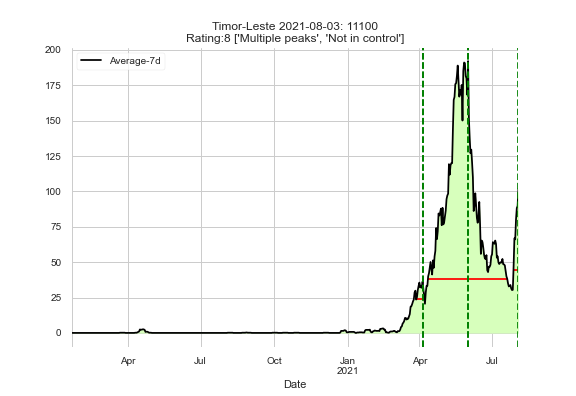 Timor-Leste 2021-08-03: 11100
Rating:8 ['Multiple peaks', 'Not in control']
Average-7d
200
175
150
125
100
75
50
25
0
Apr
Jul
Oct
Jan
2021
Apr
Jul
Date